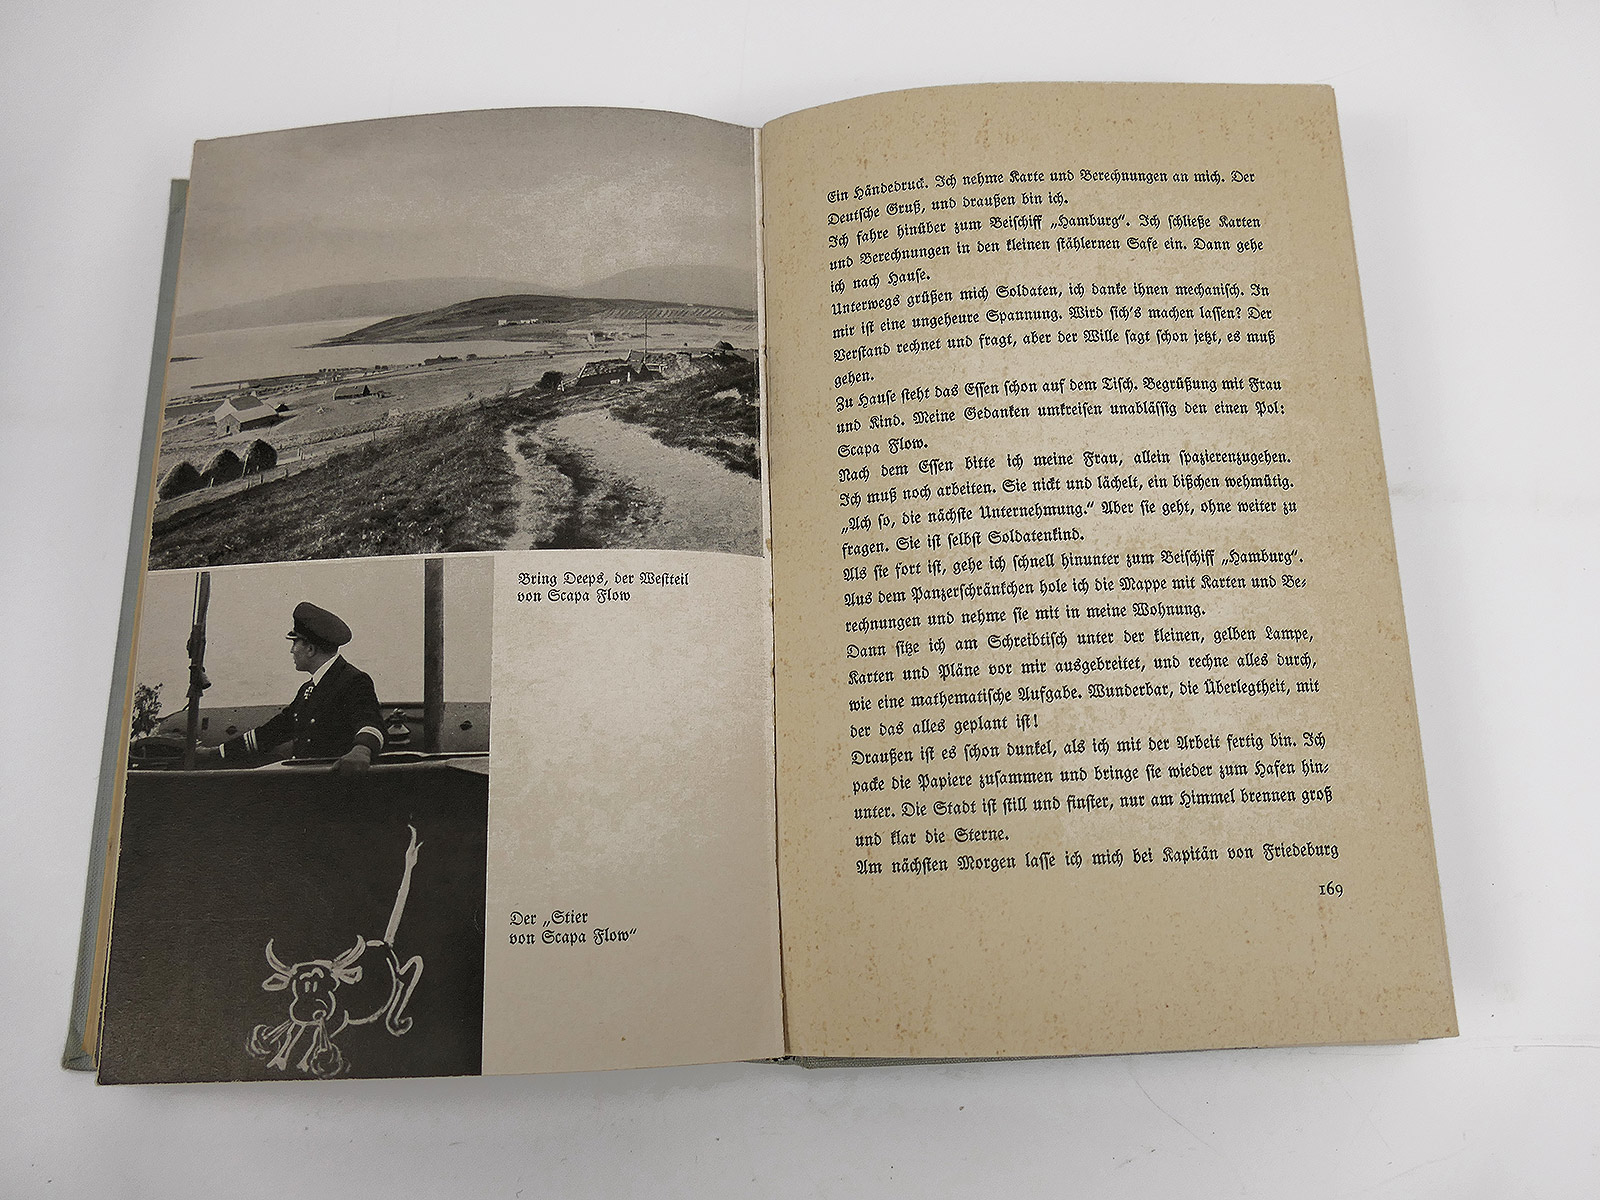 Bring Deeps, der Westteil
von Scapa Flow
Der „Stier
von Scapa Flow“
Ein Händedruck. Ich nehme Karte und Berechnungen an mich. Der
Deutsche Gruß, und draußen bin ich.
Ich fahre hinüber zum Beischiff „Hamburg“. Ich schließe Karten
und Berechnungen in den kleinen stählernen Safe ein. Dann gehe
ich nach Hause.
Unterwegs grüßen mich Soldaten, ich danke ihnen mechanisch. In
mir ist eine ungeheure Spannung. Wird sich's machen lassen? Der
Verstand rechnet und fragt, aber der Wille sagt schon jetzt, es muß
gehen.
Zu Hause steht das Essen schon auf dem Tisch. Begrüßung mit Frau
und Kind. Meine Gedanken umkreisen unablässig den einen Pol:
Scapa Flow.
Nach dem Essen bitte ich meine Frau, allein spazierenzugehen.
Ich muß noch arbeiten. Sie nickt und lächelt, ein bißchen wehmütig.
„Ach so, die nächste Unternehmung.“ Aber sie geht, ohne weiter zu
fragen. Sie ist selbst Soldatenkind.
Als sie fort ist, gehe ich schnell hinunter zum Beischiff „Hamburg“.
Aus dem Panzerschränkchen hole ich die Mappe mit Karten und Be-
rechnungen und nehme sie mit in meine Wohnung.
Dann sitze ich am Schreibtisch unter der kleinen, gelben Lampe,
Karten und Pläne vor mir ausgebreitet, und rechne alles durch,
wie eine mathematische Aufgabe. Wunderbar, die Überlegtheit, mit
der das alles geplant ist!
Draußen ist es schon dunkel, als ich mit der Arbeit fertig bin. Ich
packe die Papiere zusammen und bringe sie wieder zum Hafen hin-
unter. Die Stadt ist still und finster, nur am Himmel brennen groß
und klar die Sterne.
Am nächsten Morgen lasse ich mich bei Kapitän von Friedeburg
169